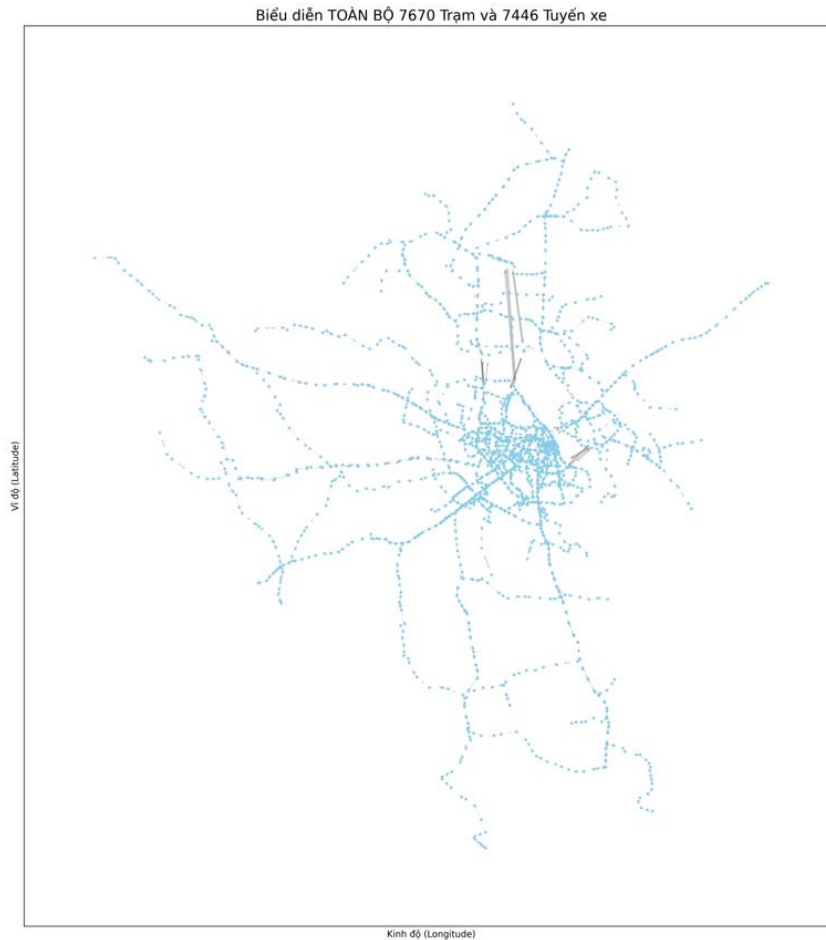 Biểu diễn TOÀN BỘ 7670 Trạm và 7446 Tuyến xe
Vĩ độ (Latitude)
Kinh độ (Longitude)